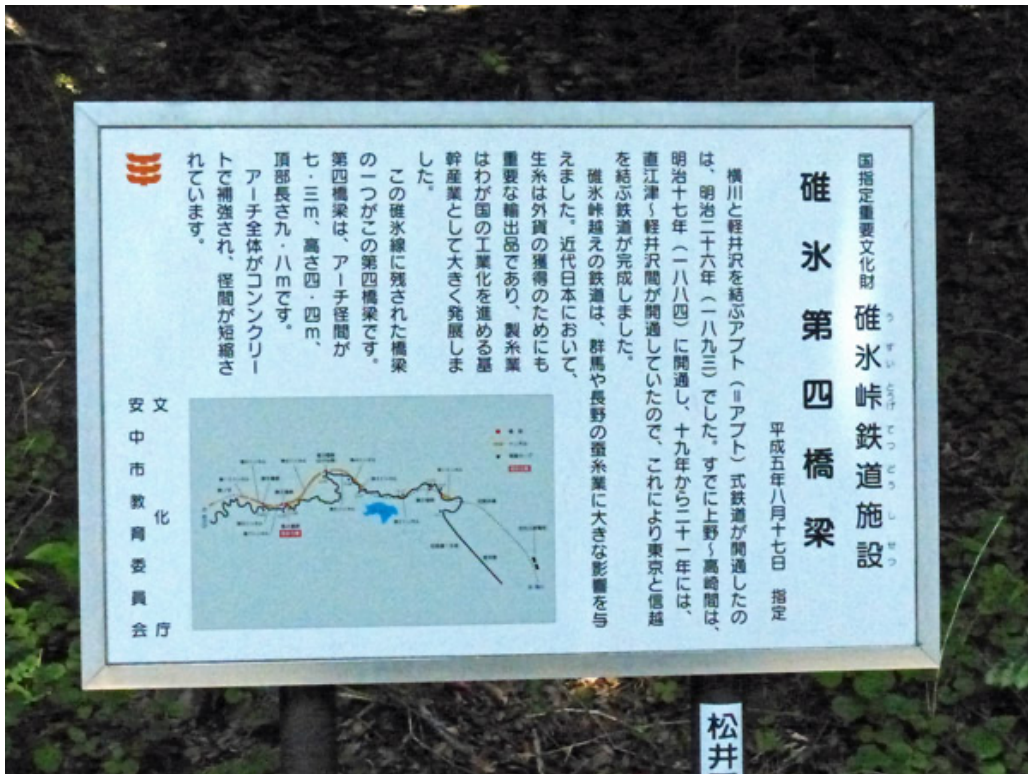 国指定重要文化財 碓氷峠鉄道施設
うすいとうげてつどうしせつ
碓氷第四橋梁
平成五年八月十七日 指定
横川と軽井沢を結ぶアプト(=アプト)式鉄道が開通したの
は、明治二十六年(一八九三)でした。すでに上野~高崎間は、
明治十七年(一八八四)に開通し、十九年から二十一年には、
直江津~軽井沢間が開通していたので、これにより東京と信越
を結ぶ鉄道が完成しました。
碓氷峠越えの鉄道は、群馬や長野の蚕糸業に大きな影響を与
えました。近代日本において、
生糸は外貨の獲得のためにも
重要な輸出品であり、製糸業
はわが国の工業化を進める基
幹産業として大きく発展しま
した。
この碓氷線に残された橋梁
の一つがこの第四橋梁です。
第四橋梁は、アーチ径間が
七・三m、高さ四・四m、
頂部長さ九・八mです。
アーチ全体がコンンクリー
トで補強され、径間が短縮さ
れています。
文化庁
安中市教育委員会
松井